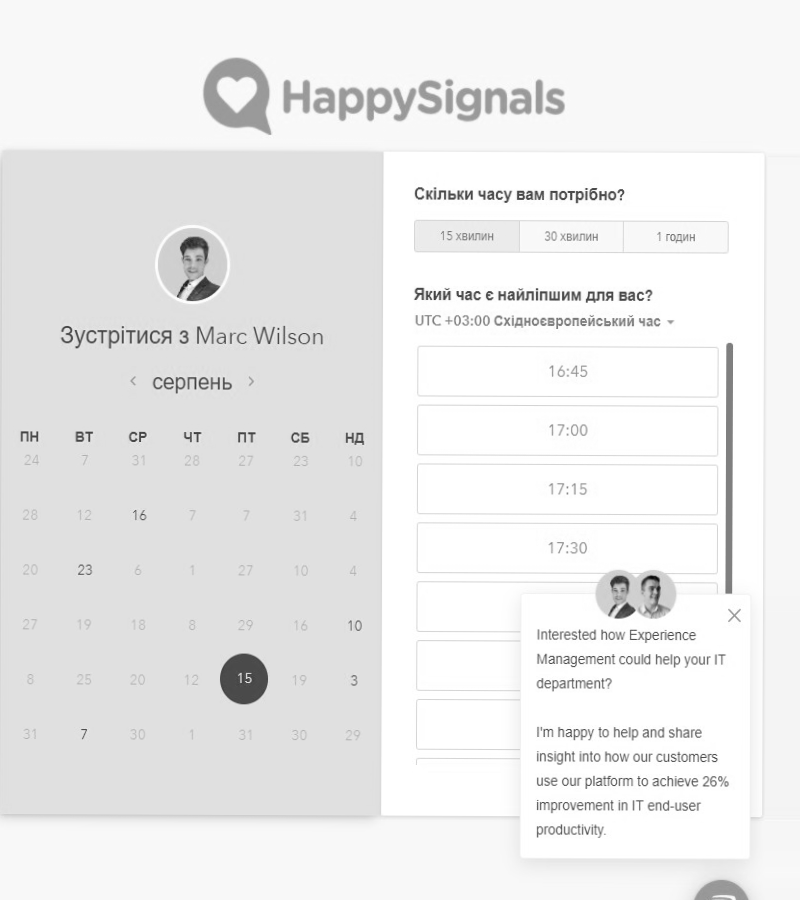 HappySignals
Зустрітися з Marc Wilson
серпень
ПН ВТ СР ЧТ ПТ СБ НД
24 7 31 28 27 23 10
28 12 16 7 7 31 4
20 23 6 1 27 10 4
27 19 18 8 29 16 10
8 25 20 12 15 19 3
31 7 30 1 31 30 29
Скільки часу вам потрібно?
15 хвилин 30 хвилин 1 годин
Який час є найліпшим для вас?
UTC +03:00 Східноєвропейський час
16:45
17:00
17:15
17:30
Interested how Experience
Management could help your IT
department?
I'm happy to help and share
insight into how our customers
use our platform to achieve 26%
improvement in IT end-user
productivity.